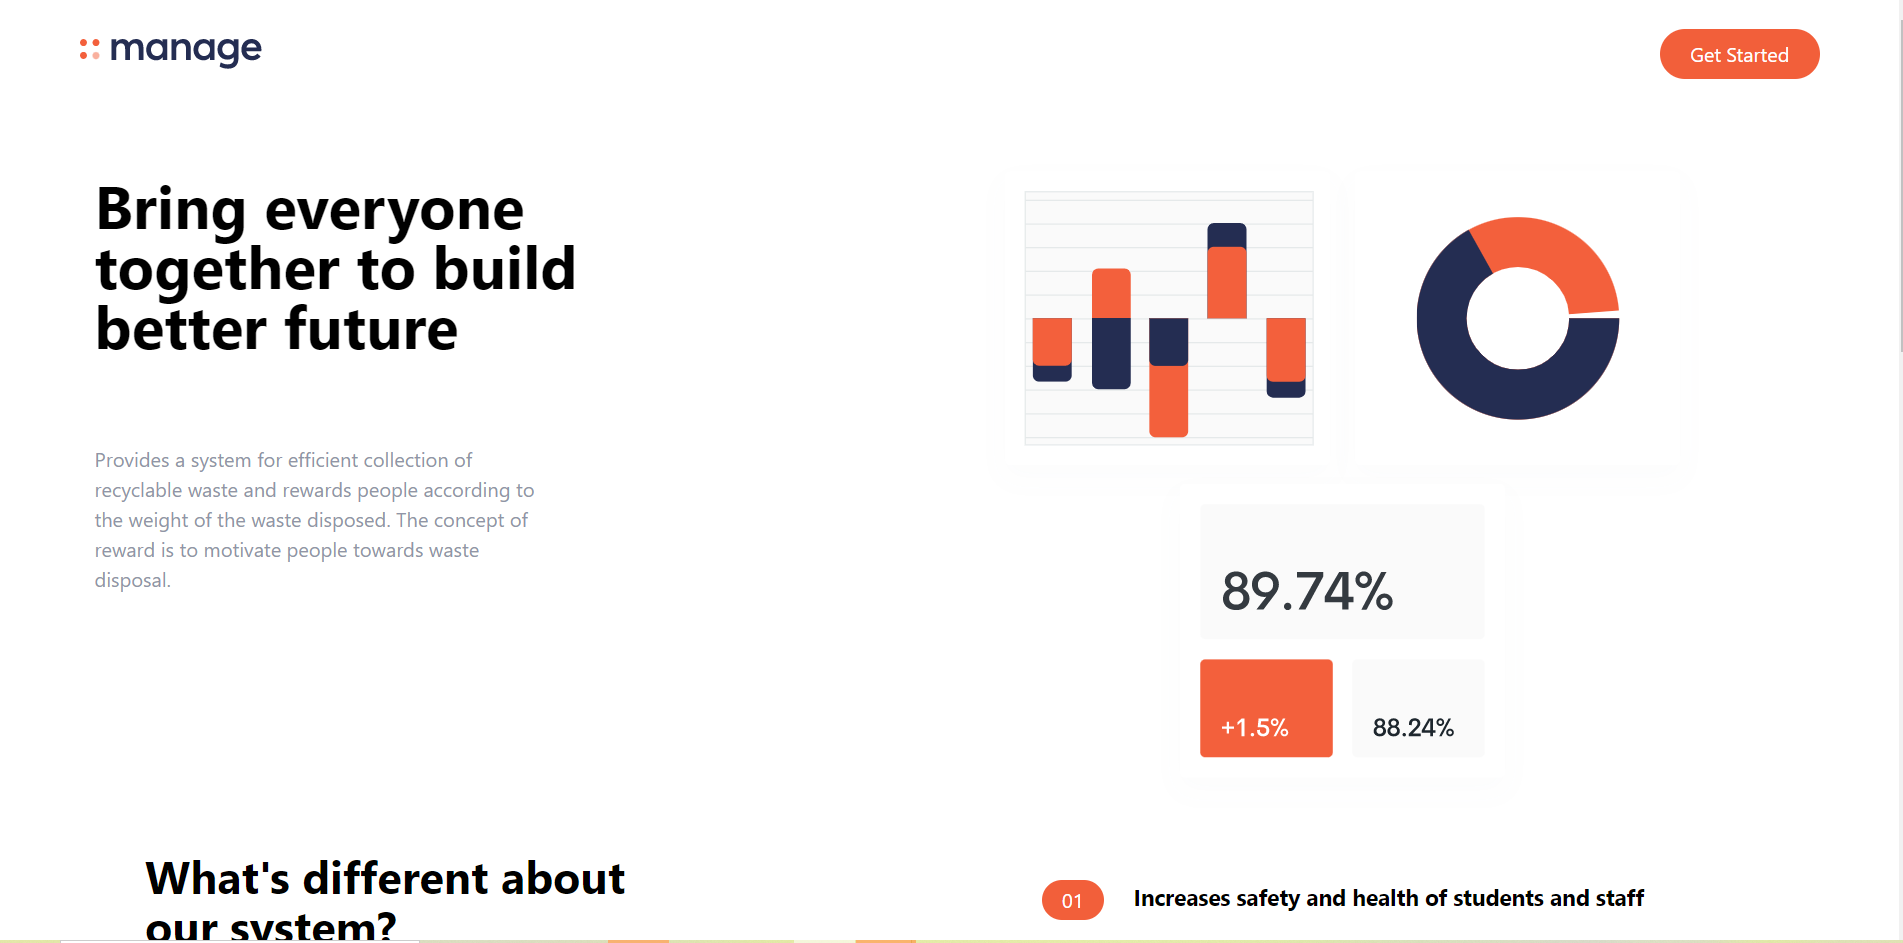 manage
Get Started
Bring everyone
together to build
better future
Provides a system for efficient collection of
recyclable waste and rewards people according to
the weight of the waste disposed. The concept of
reward is to motivate people towards waste
disposal.
89.74%
+1.5%
88.24%
What's different about
our system?
01
Increases safety and health of students and staff